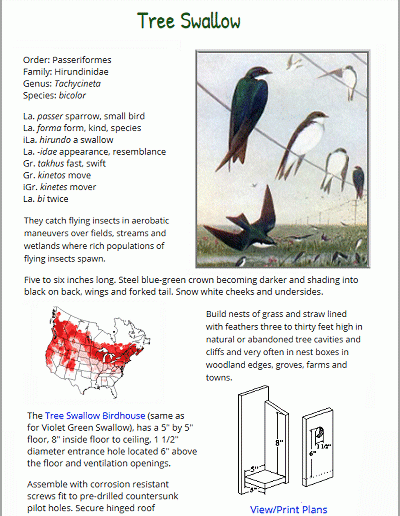 Tree Swallow
Order: Passeriformes
Family: Hirundinidae
Genus: Tachycineta
Species: bicolor
La. passer sparrow, small bird
La. forma form, kind, species
iLa. hirundo a swallow
La. -idae appearance, resemblance
Gr. takhus fast, swift
Gr. kinetos move
iGr. kinetes mover
La. bi twice
They catch flying insects in aerobatic
maneuvers over fields, streams and
wetlands where rich populations of
flying insects spawn.
Five to six inches long. Steel blue-green crown becoming darker and shading into
black on back, wings and forked tail. Snow white cheeks and undersides.
Build nests of grass and straw lined
with feathers three to thirty feet high in
natural or abandoned tree cavities and
cliffs and very often in nest boxes in
woodland edges, groves, farms and
towns.
The Tree Swallow Birdhouse (same as
for Violet Green Swallow), has a 5" by 5"
floor, 8" inside floor to ceiling, 1 1/2"
diameter entrance hole located 6" above
the floor and ventilation openings.
Assemble with corrosion resistant
screws fit to pre-drilled countersunk
pilot holes. Secure hinged roof
8"
5"
5"
6"
View/Print Plans